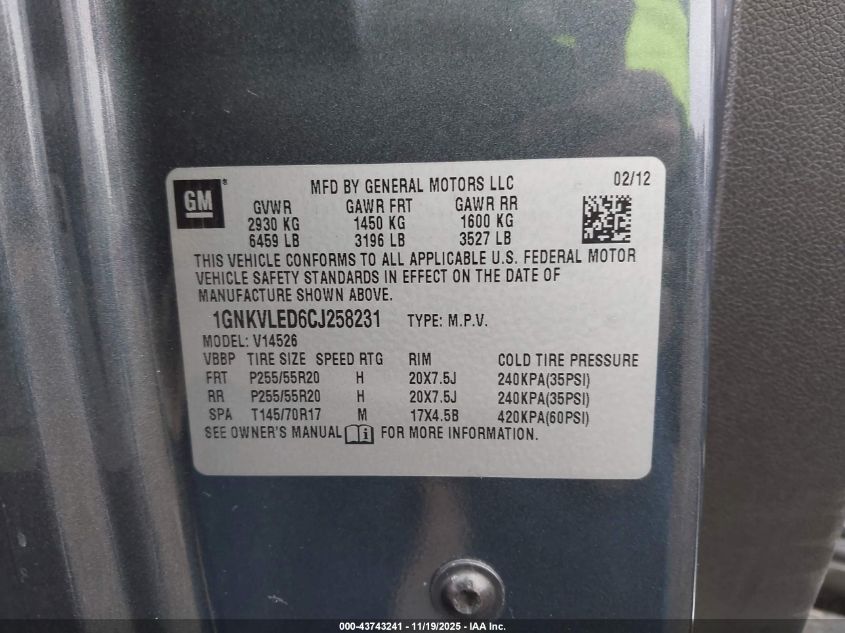 GM ® MFD BY GENERAL MOTORS LLC 02/12
GVWR GAWR FRT GAWR RR
2930 KG 1450 KG 1600 KG
6459 LB 3196 LB 3527 LB
THIS VEHICLE CONFORMS TO ALL APPLICABLE U.S. FEDERAL MOTOR
VEHICLE SAFETY STANDARDS IN EFFECT ON THE DATE OF
MANUFACTURE SHOWN ABOVE.
1GNKVLED6CJ258231 TYPE: M.P.V.
MODEL: V14526
VBBP TIRE SIZE SPEED RTG RIM COLD TIRE PRESSURE
FRT P255/55R20 H 20X7.5J 240KPA(35PSI)
RR P255/55R20 H 20X7.5J 240KPA(35PSI)
SPA T145/70R17 M 17X4.5B 420KPA(60PSI)
SEE OWNER'S MANUAL i FOR MORE INFORMATION.
000-43743241 - 11/19/2025 - IAA Inc.